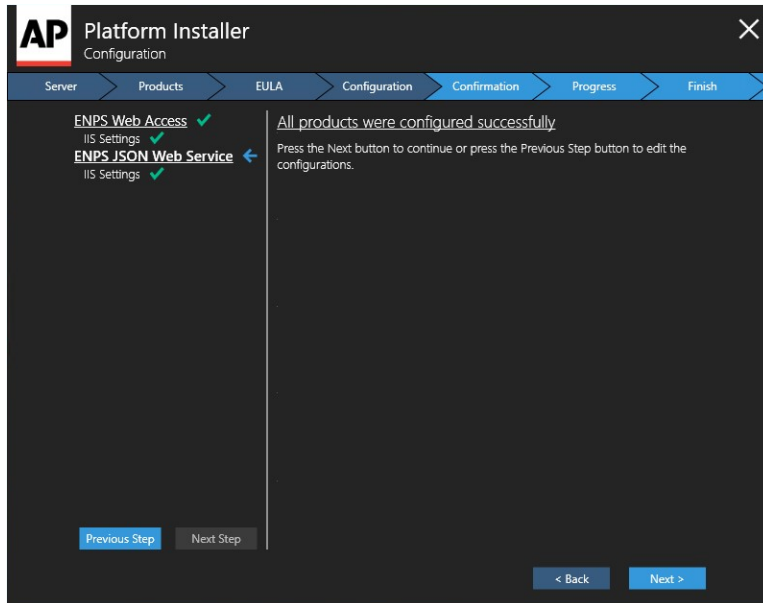 AP
Platform Installer
Configuration
Server
Products
EULA
Configuration
Confirmation
Progress
Finish
ENPS Web Access
IIS Settings
ENPS JSON Web Service
IIS Settings
All products were configured successfully
Press the Next button to continue or press the Previous Step button to edit the
configurations.
Previous Step
Next Step
< Back
Next >